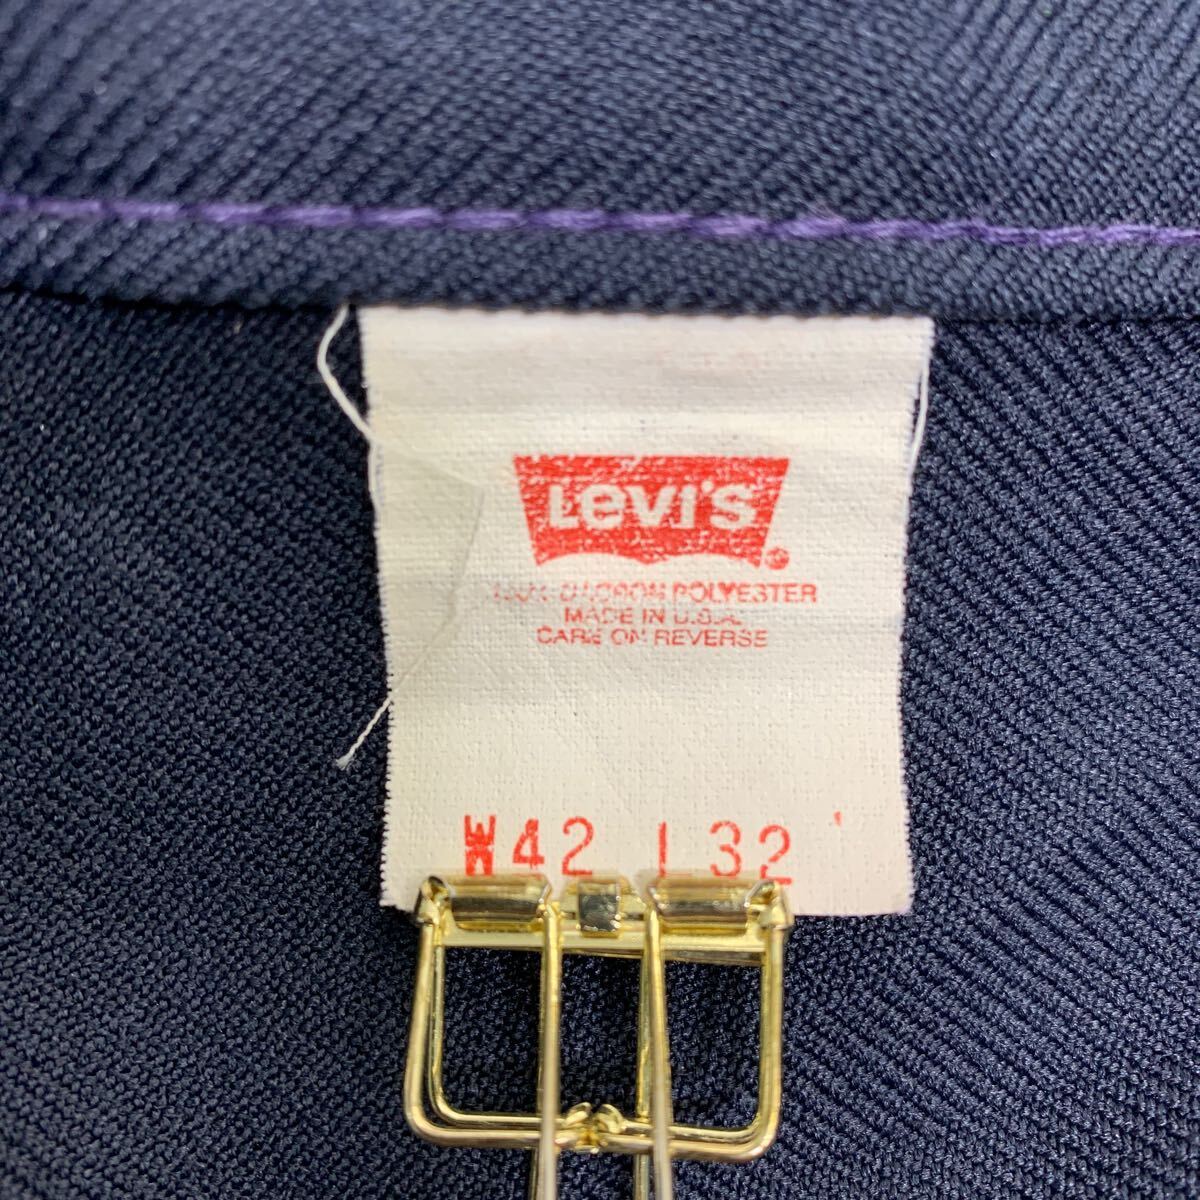 LEVI'S ®
100% DACRON POLYESTER
MADE IN U.S.A.
CARE ON REVERSE
W42 L32